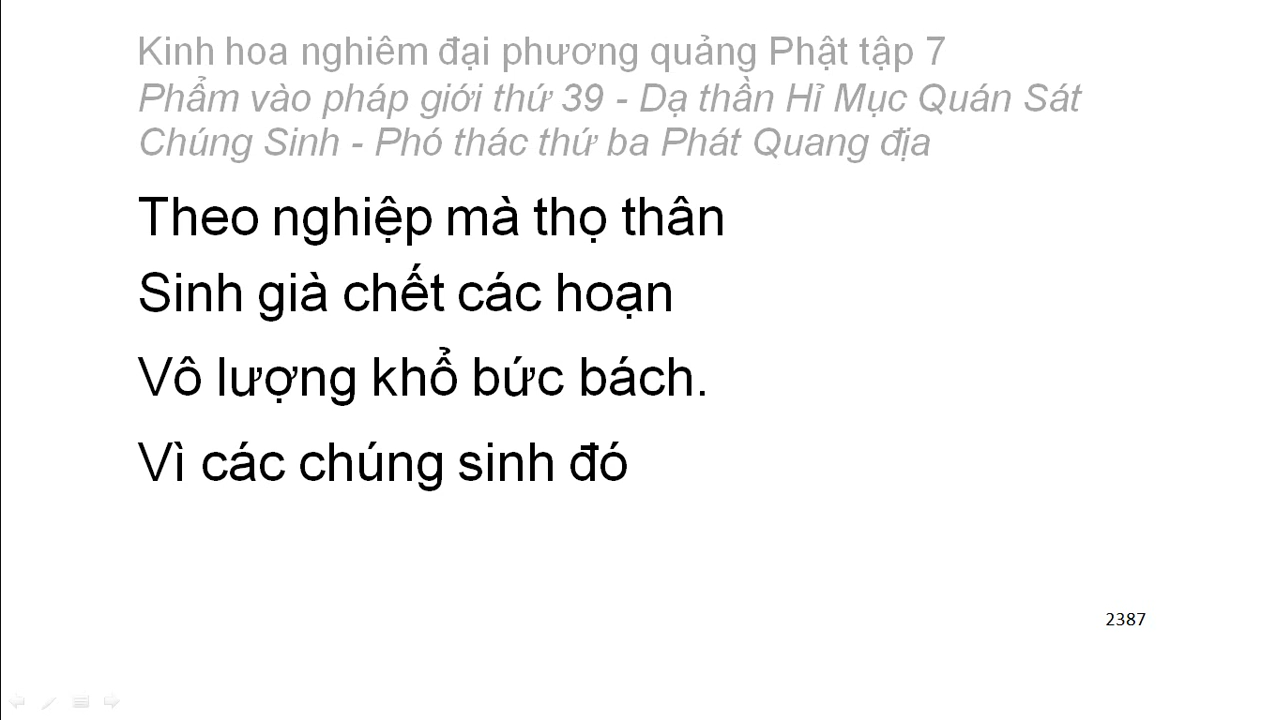 Kinh hoa nghiêm đại phương quảng Phật tập 7
Phẩm vào pháp giới thứ 39 - Dạ thần Hỉ Mục Quán Sát
Chúng Sinh - Phó thác thứ ba Phát Quang địa
Theo nghiệp mà thọ thân
Sinh già chết các hoạn
Vô lượng khổ bức bách.
Vì các chúng sinh đó
2387